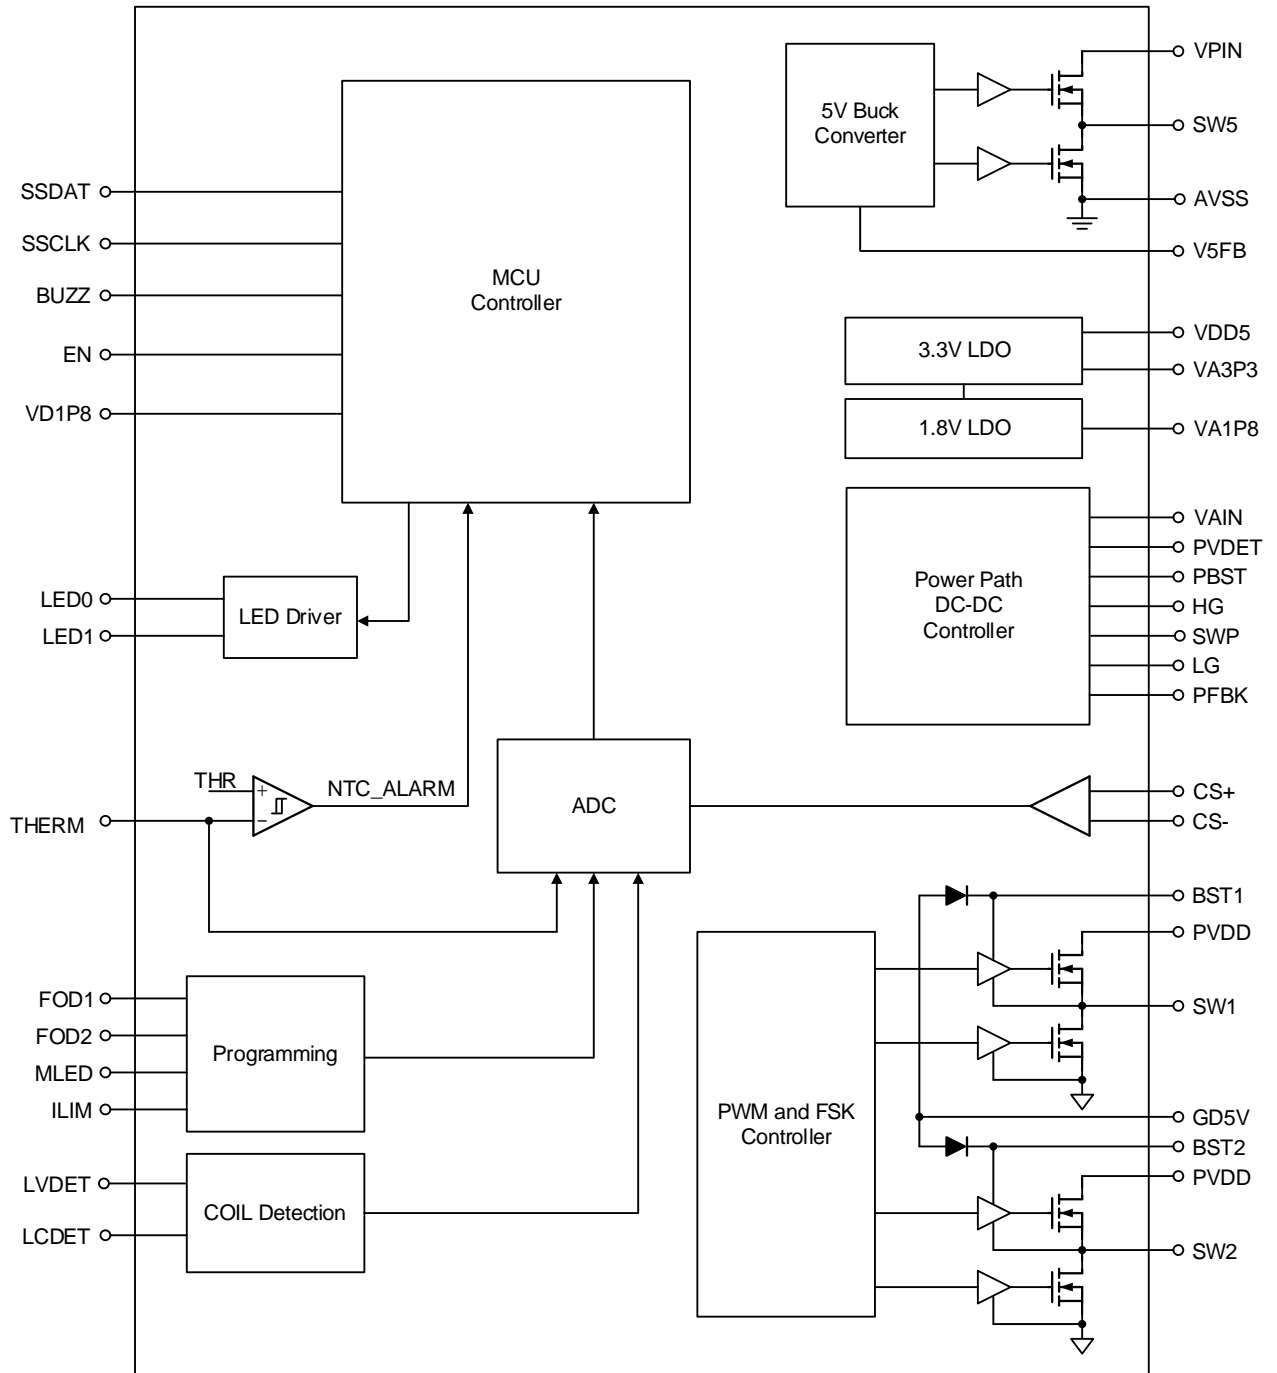 VPIN
5V Buck
Converter
SW5
SSDAT
AVSS
SSCLK
V5FB
MCU
Controller
BUZZ
VDD5
3.3V LDO
EN
VA3P3
VD1P8
1.8V LDO
VA1P8
VAIN
PVDET
Power Path
DC-DC
Controller
PBST
LED0
HG
LED Driver
LED1
SWP
LG
PFBK
THR
+
NTC_ALARM
−
THERM
ADC
CS+
CS-
BST1
PVDD
FOD1
SW1
FOD2
Programming
MLED
ILIM
PWM and FSK
Controller
GD5V
BST2
LVDET
PVDD
COIL Detection
LCDET
SW2